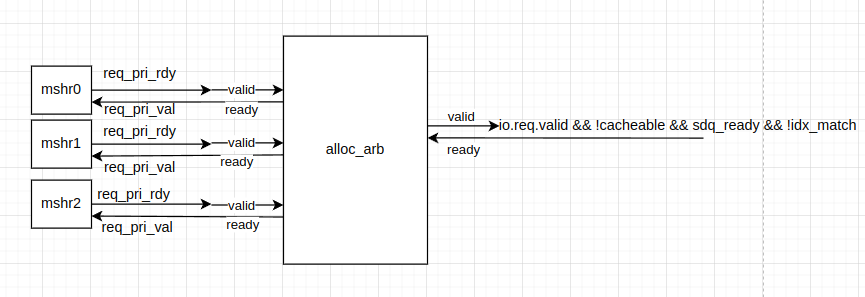 req_pri_rdy
mshr0
valid
req_pri_val
ready
req_pri_rdy
mshr1
valid
req_pri_val
ready
req_pri_rdy
mshr2
valid
req_pri_val
ready
alloc_arb
valid
io.req.valid && !cacheable && sdq_ready && !idx_match
ready